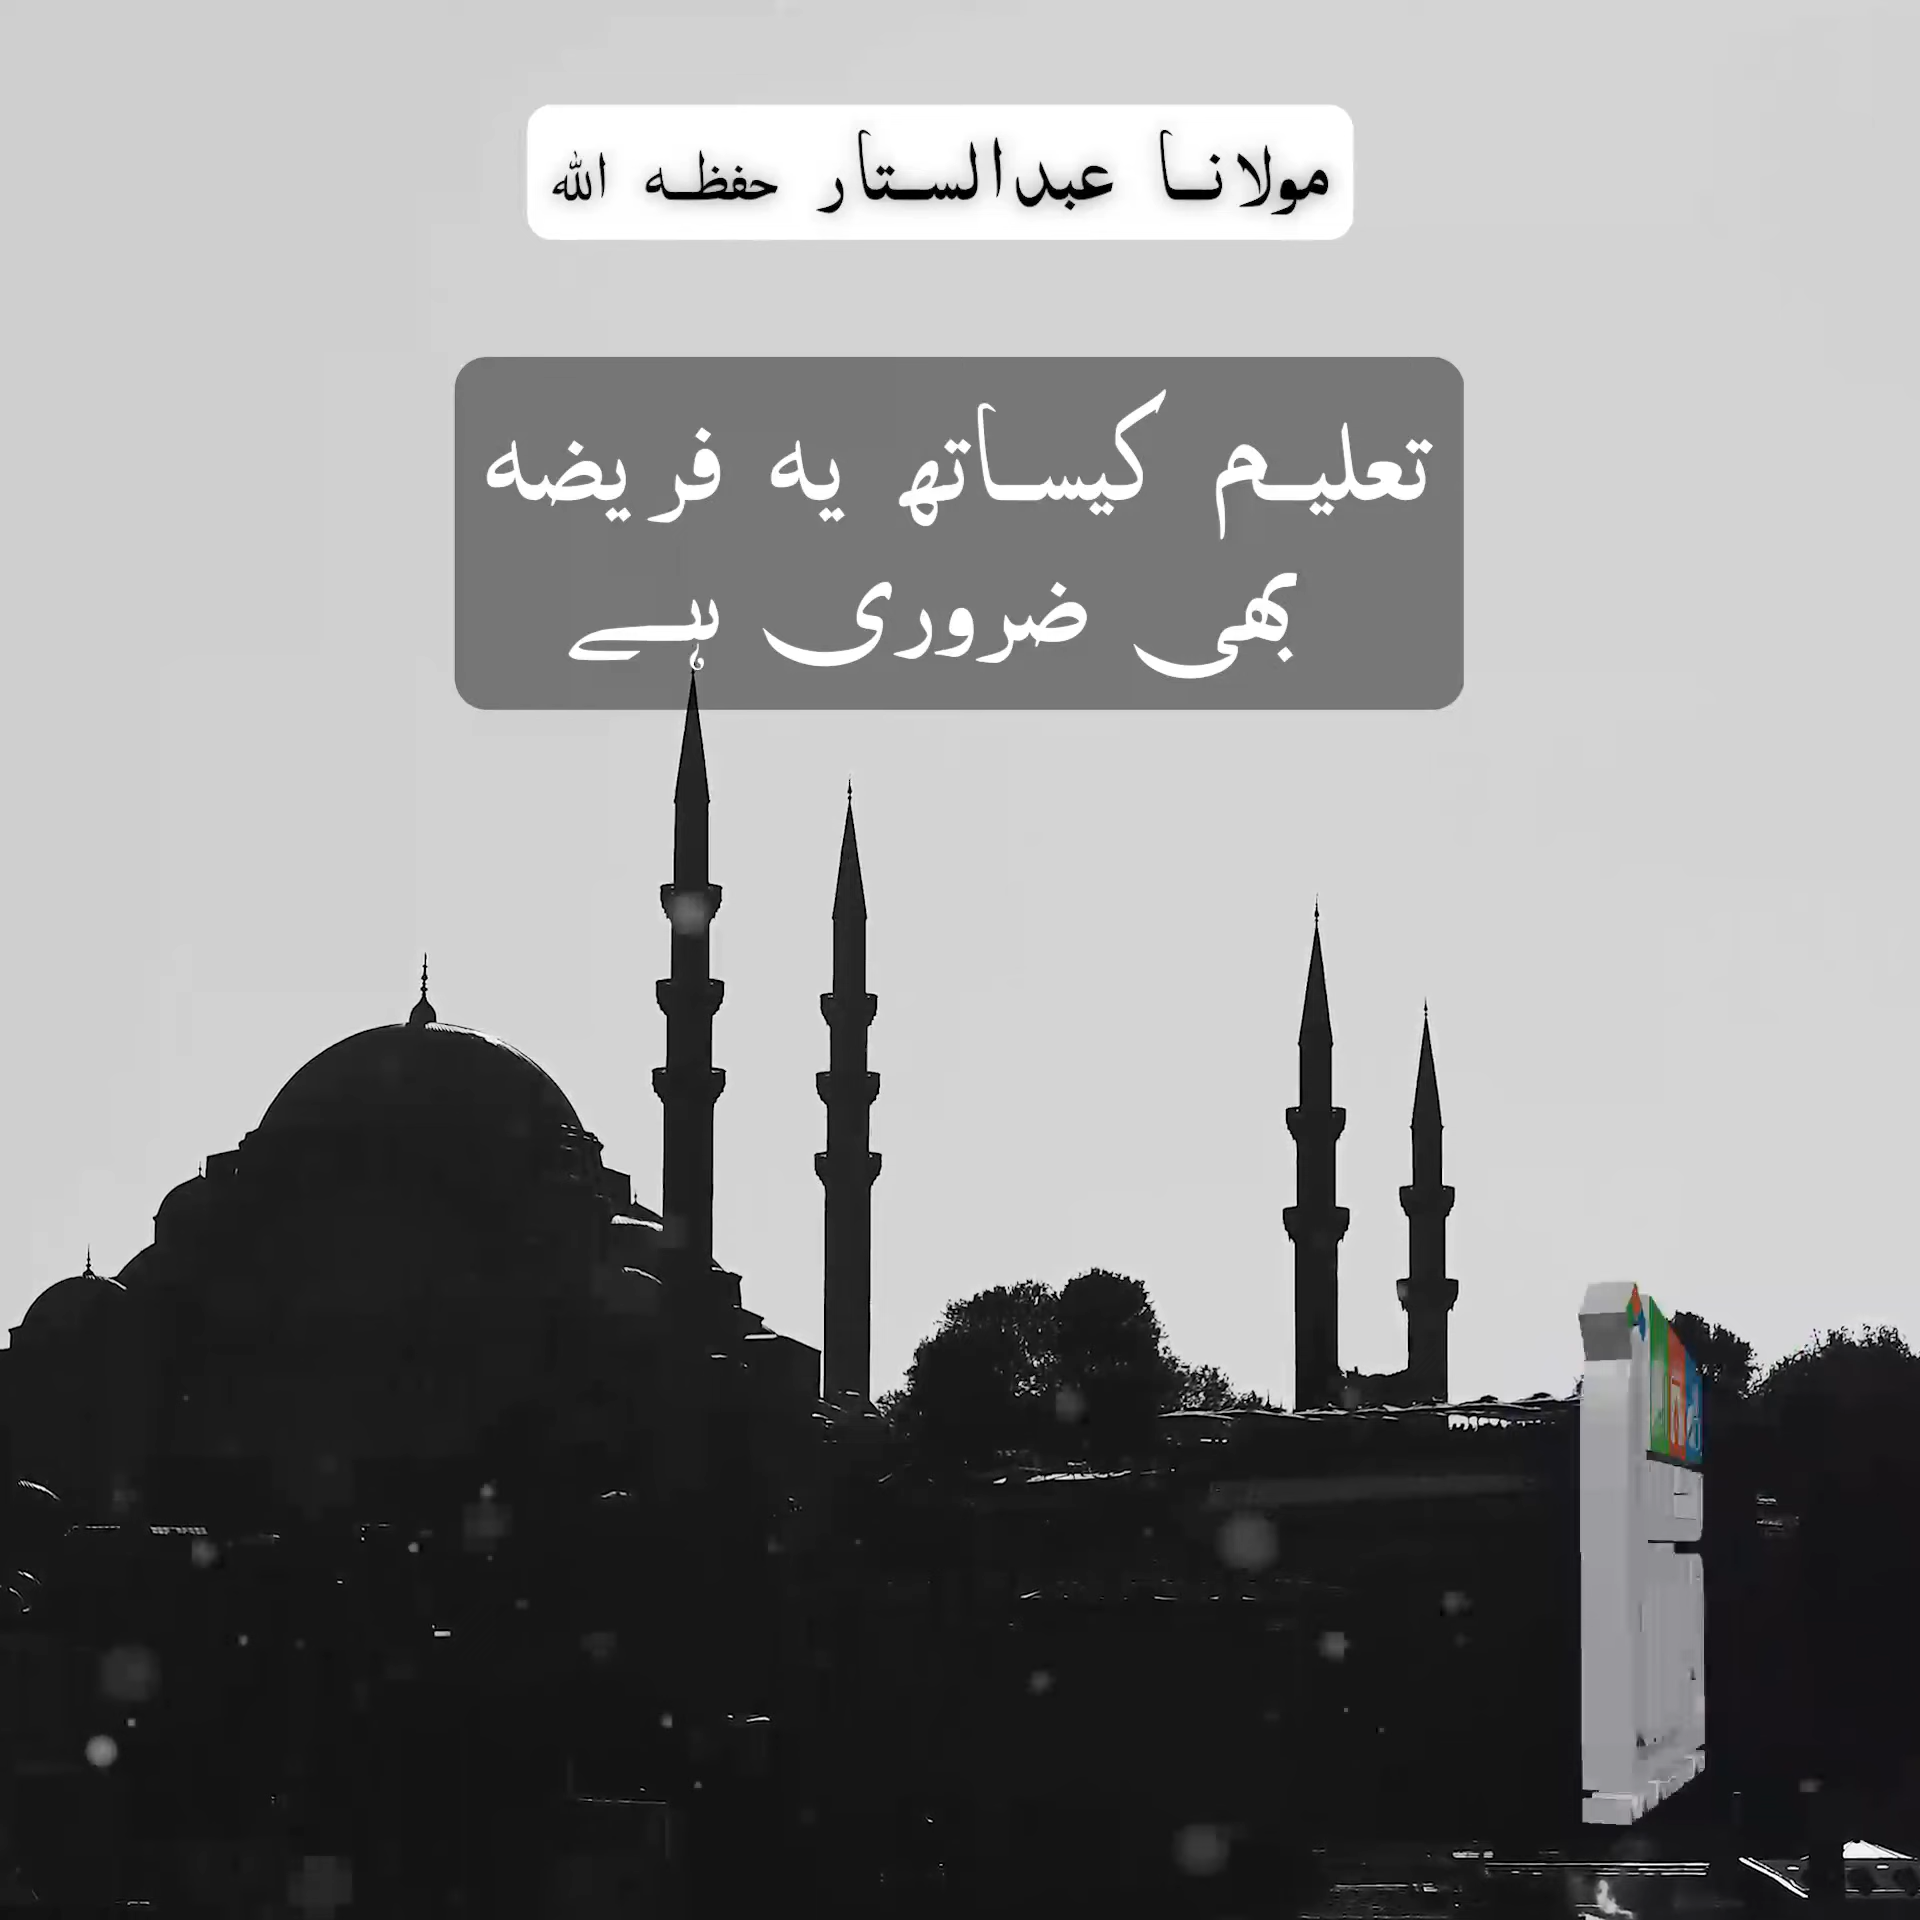 مولانا عبدالستار حفظہ اللہ
تعلیم کیساتھ یہ فریضہ
بھی ضروری ہے